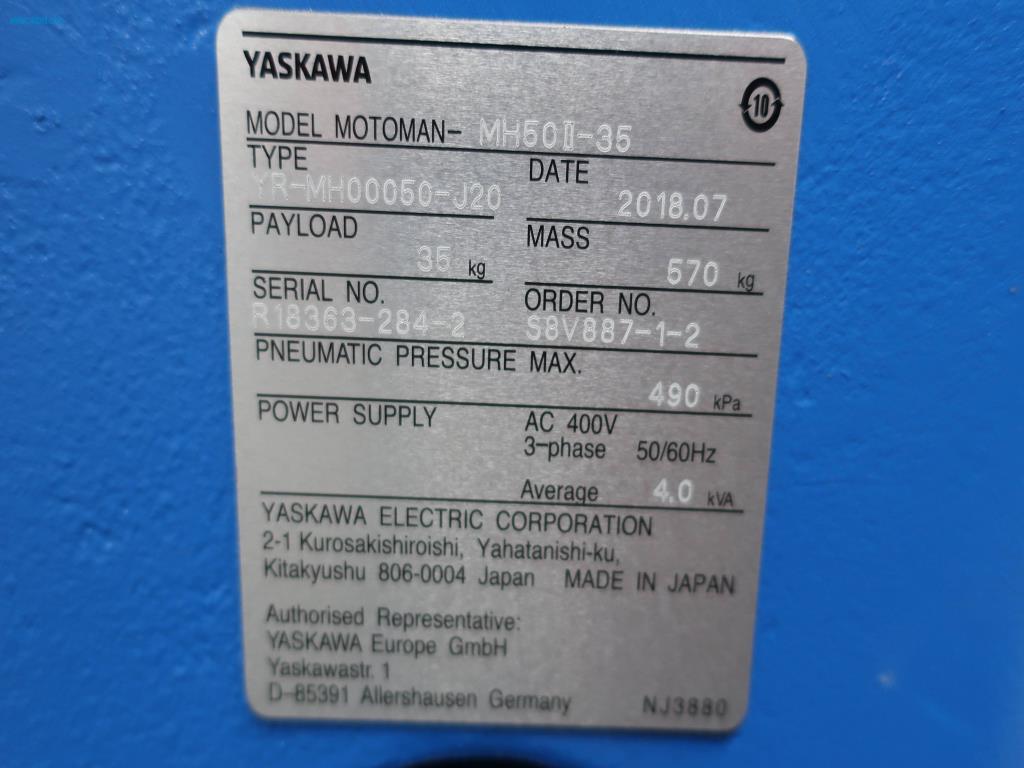 YASKAWA
10
MODEL MOTOMAN- MH50Ⅱ-35
TYPE DATE
YR-MH00050-J20 2018.07
PAYLOAD MASS
35 kg 570 kg
SERIAL NO. ORDER NO.
R18363-284-2 S8V887-1-2
PNEUMATIC PRESSURE MAX.
490 kPa
POWER SUPPLY AC 400V
3-phase 50/60Hz
Average 4.0 kVA
YASKAWA ELECTRIC CORPORATION
2-1 Kurosakishiroishi, Yahatanishi-ku,
Kitakyushu 806-0004 Japan MADE IN JAPAN
Authorised Representative:
YASKAWA Europe GmbH
Yaskawastr. 1
D-85391 Allershausen Germany NJ3880